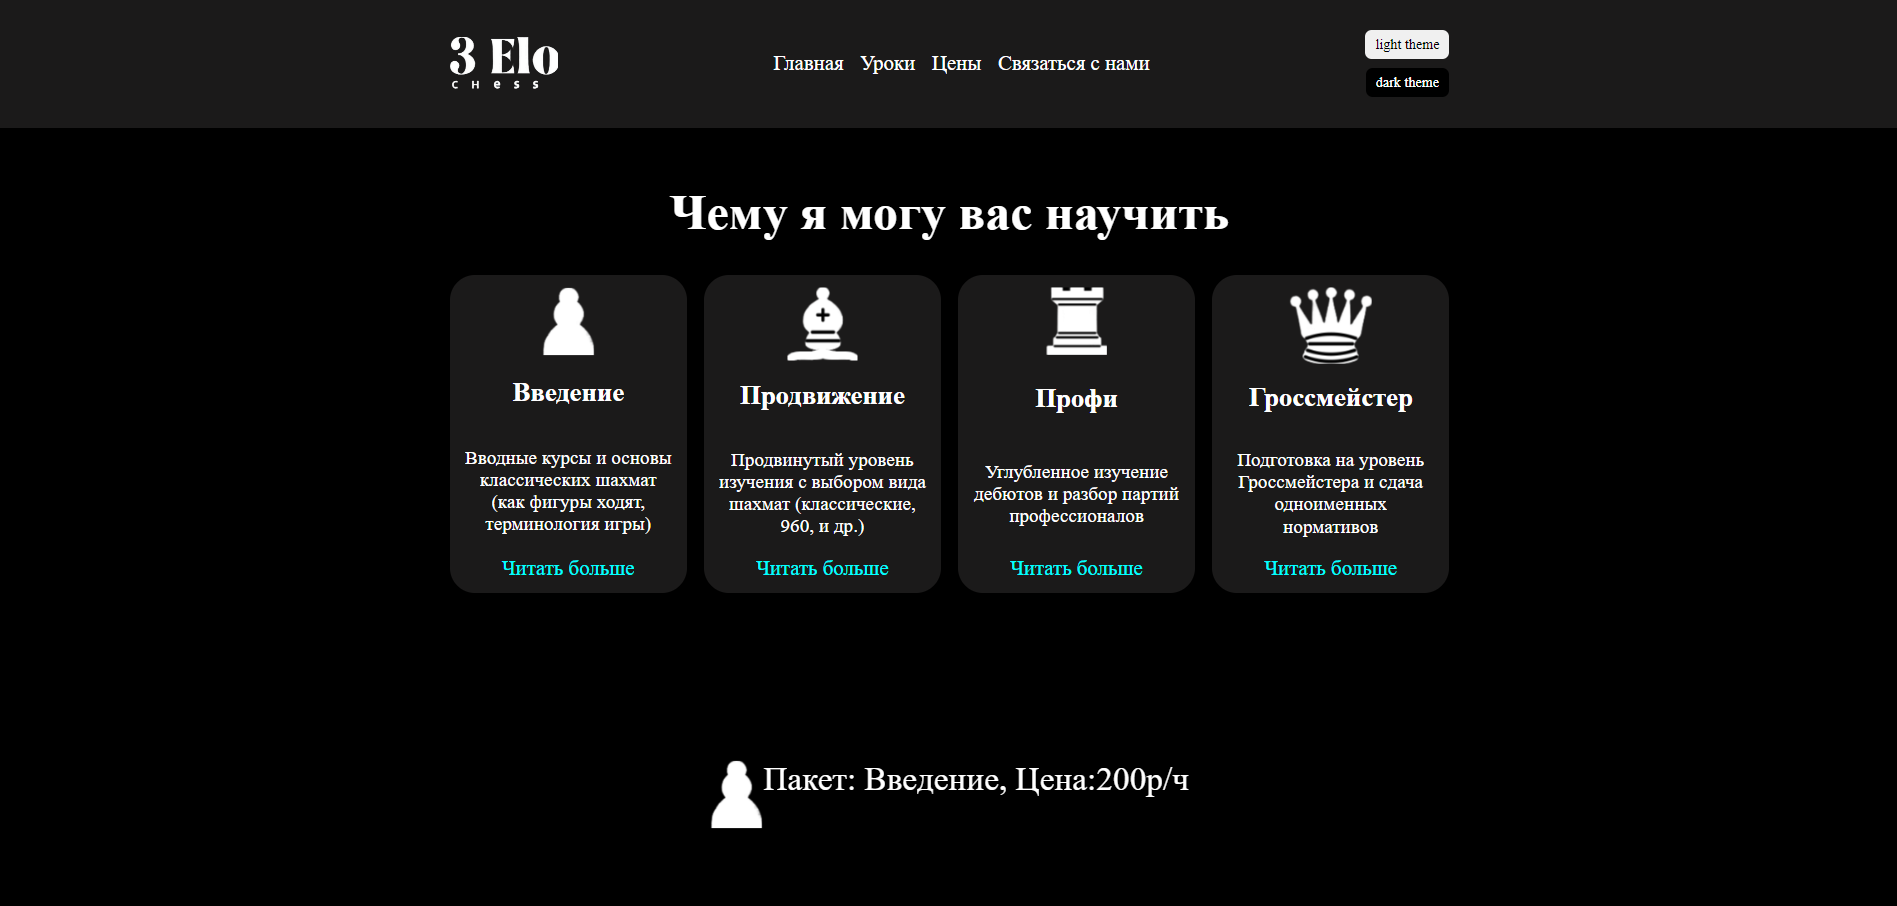 3 Elo
CHess
Главная Уроки Цены Связаться с нами
light theme
dark theme
Чему я могу вас научить
Введение
Вводные курсы и основы
классических шахмат
(как фигуры ходят,
терминология игры)
Читать больше
Продвижение
Продвинутый уровень
изучения с выбором вида
шахмат (классические,
960, и др.)
Читать больше
Профи
Углубленное изучение
дебютов и разбор партий
профессионалов
Читать больше
Гроссмейстер
Подготовка на уровень
Гроссмейстера и сдача
одноименных
нормативов
Читать больше
Пакет: Введение, Цена:200р/ч